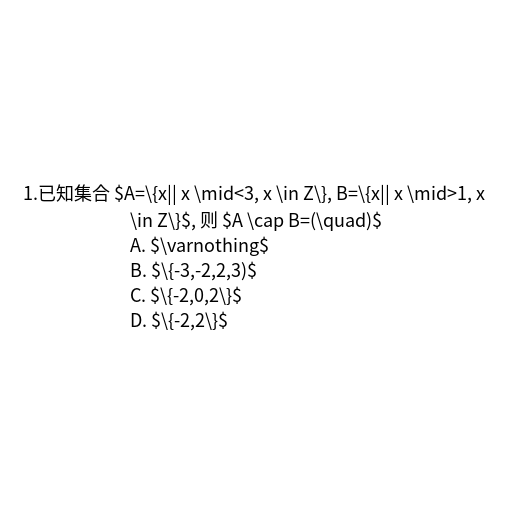 1.已知集合 $A=\{x|| x \mid<3, x \in Z\}, B=\{x|| x \mid>1, x
\in Z\}$, 则 $A \cap B=(\quad)$
A. $\varnothing$
B. $\{-3,-2,2,3)$
C. $\{-2,0,2\}$
D. $\{-2,2\}$